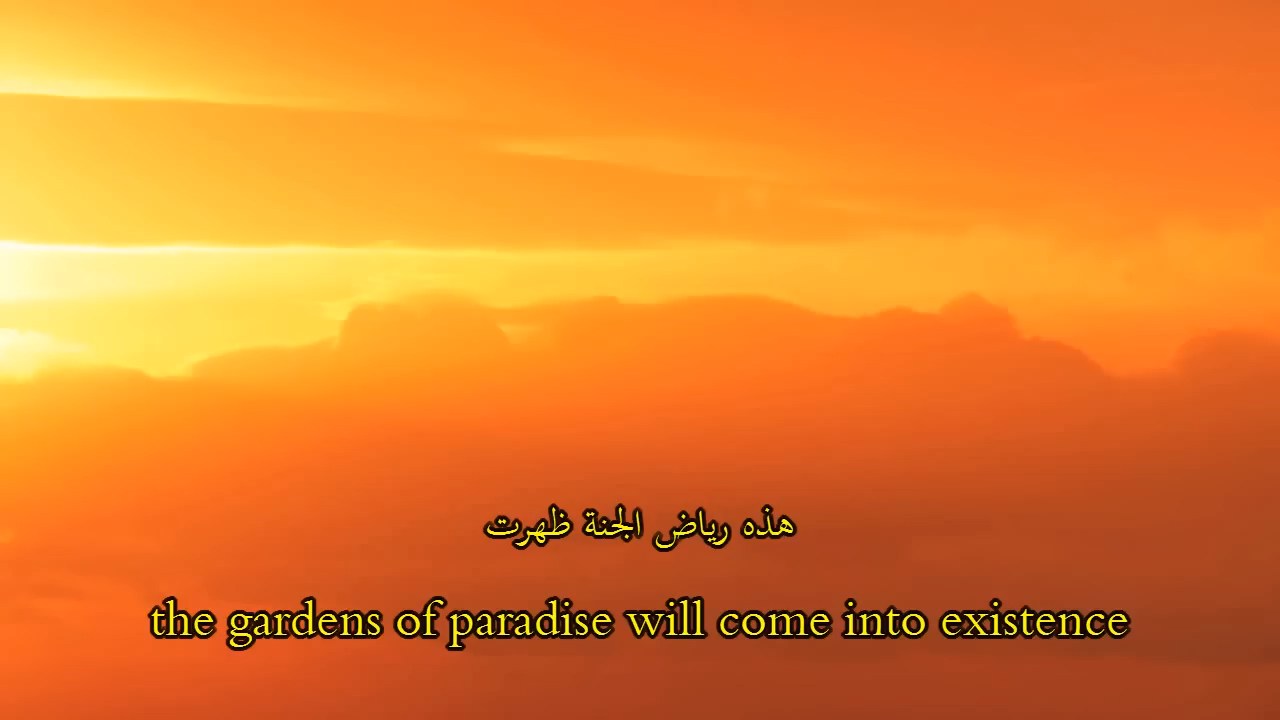 هذه رياض الجنة ظهرت
the gardens of paradise will come into existence